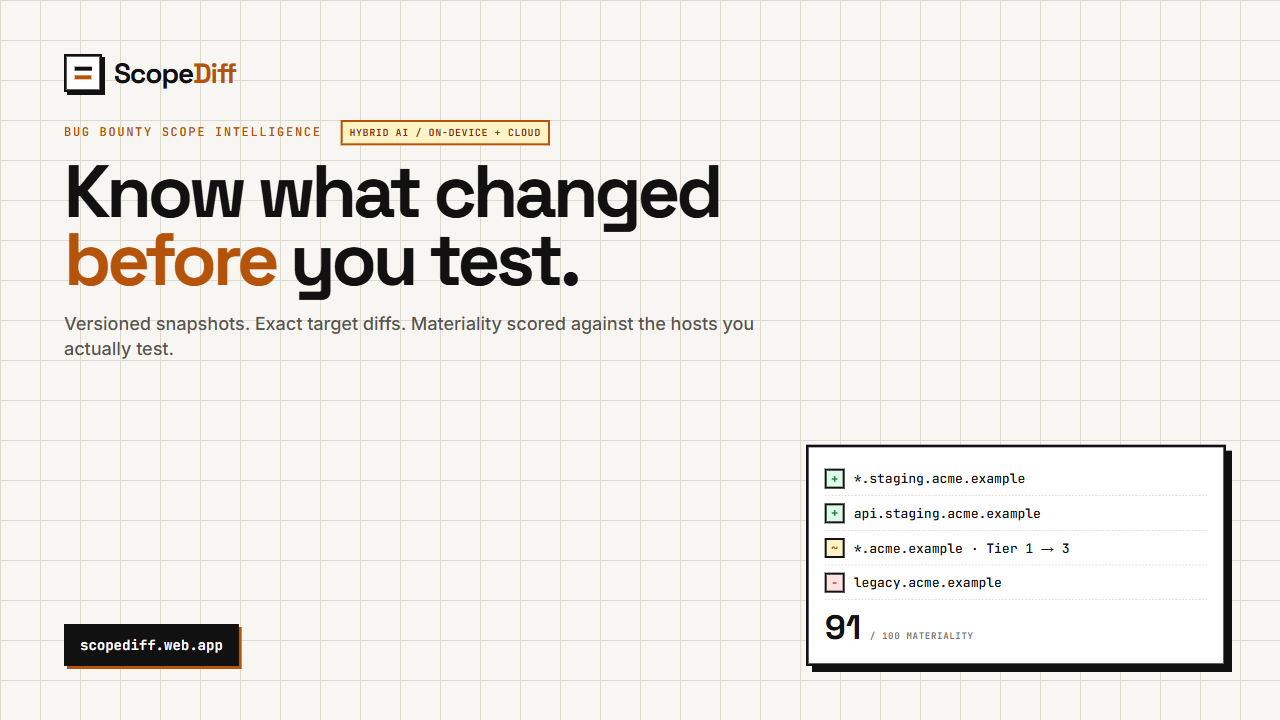 ScopeDiff
BUG BOUNTY SCOPE INTELLIGENCE
HYBRID AI / ON-DEVICE + CLOUD
Know what changed
before you test.
Versioned snapshots. Exact target diffs. Materiality scored against the hosts you
actually test.
+ *.staging.acme.example
+ api.staging.acme.example
~ *.acme.example · Tier 1 → 3
- legacy.acme.example
91 / 100 MATERIALITY
scopediff.web.app